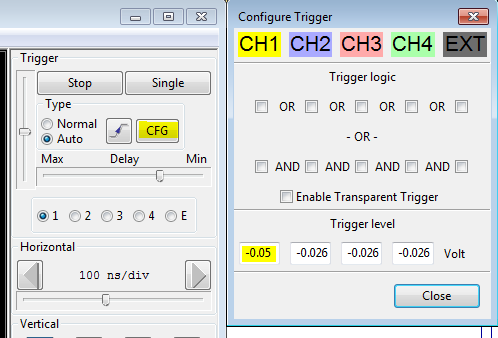 Trigger
Stop Single
Type
Normal
Auto
CFG
Max Delay Min
1 2 3 4 E
Horizontal
100 ns/div
Vertical
Configure Trigger
CH1 CH2 CH3 CH4 EXT
Trigger logic
OR OR OR OR
- OR -
AND AND AND AND
Enable Transparent Trigger
Trigger level
-0.05 -0.026 -0.026 -0.026 Volt
Close